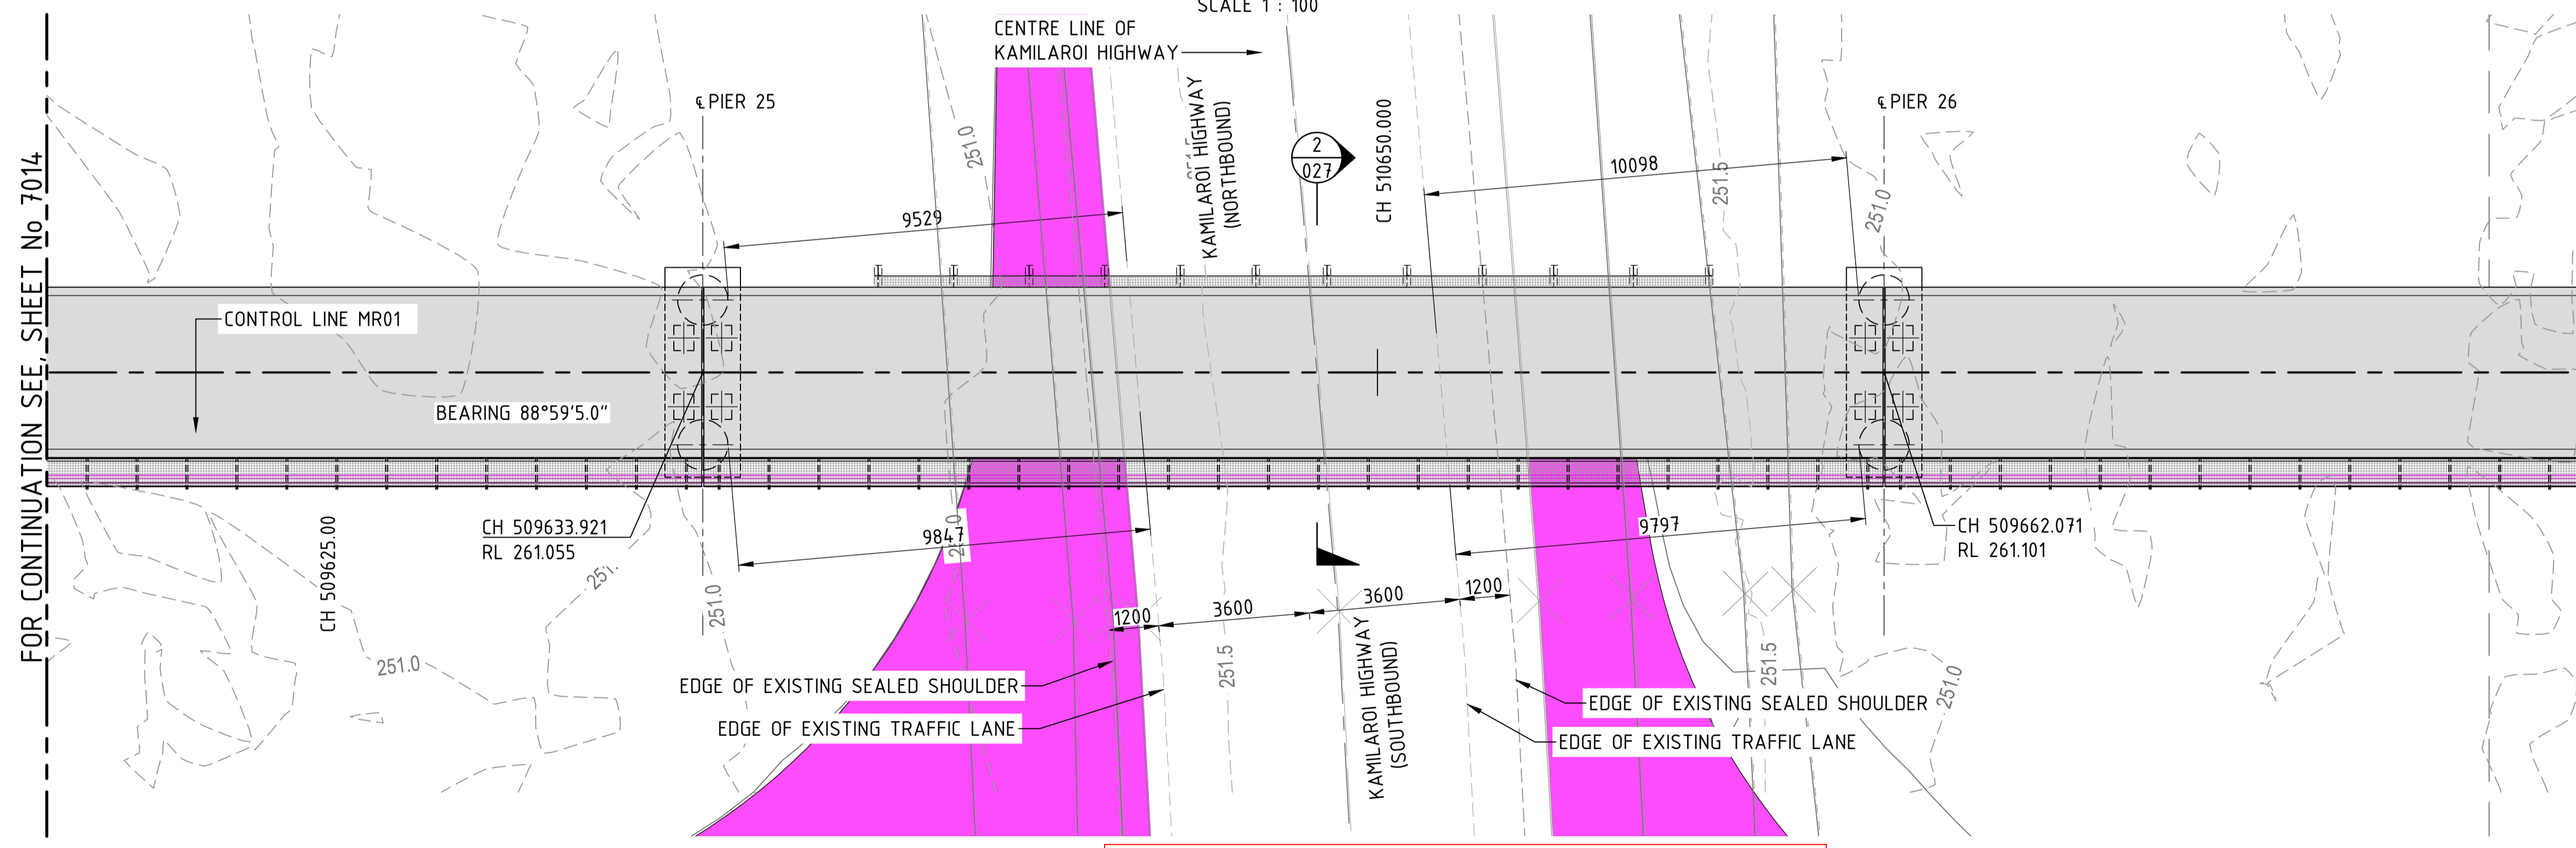 SCALE 1 : 100
CENTRE LINE OF
KAMILAROI HIGHWAY
℄ PIER 25
℄ PIER 26
FOR CONTINUATION SEE, SHEET No 7014
251.0
KAMILAROI HIGHWAY
(NORTHBOUND)
2
027
CH 510650.000
10098
251.5
251.0
9529
CONTROL LINE MR01
BEARING 88°59'5.0"
CH 509625.00
CH 509633.921
RL 261.055
9847
9797
CH 509662.071
RL 261.101
251.0
1200
3600
3600
1200
251.0
251.5
251.5
251.0
KAMILAROI HIGHWAY
(SOUTHBOUND)
EDGE OF EXISTING SEALED SHOULDER
EDGE OF EXISTING TRAFFIC LANE
EDGE OF EXISTING SEALED SHOULDER
EDGE OF EXISTING TRAFFIC LANE